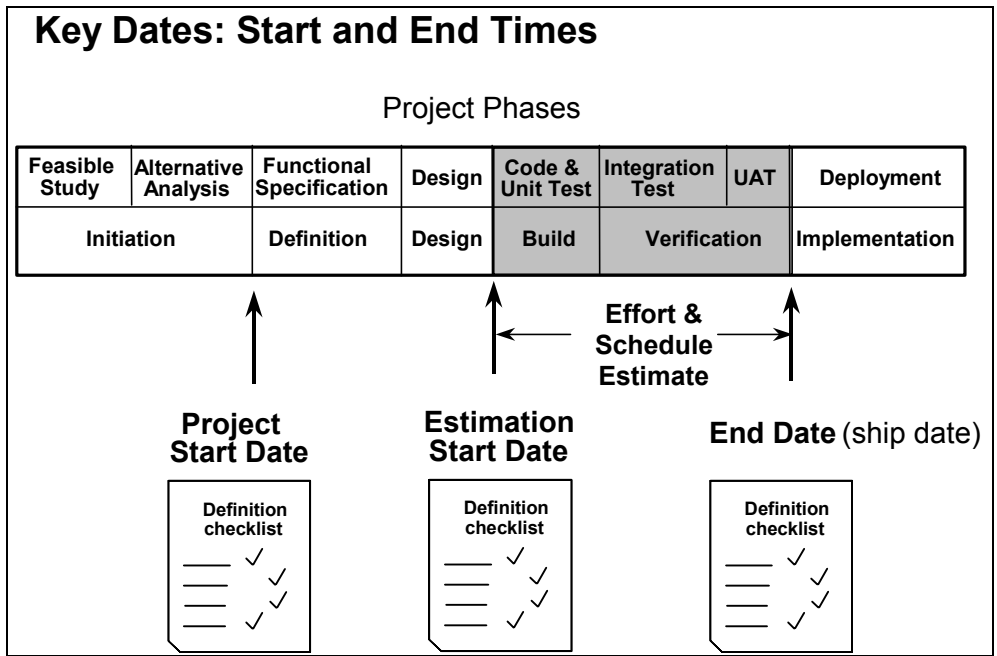 Key Dates: Start and End Times
Project Phases
Feasible
Study
Alternative
Analysis
Functional
Specification
Design
Code &
Unit Test
Integration
Test
UAT
Deployment
Initiation
Definition
Design
Build
Verification
Implementation
Effort &
Schedule
Estimate
Project
Start Date
Estimation
Start Date
End Date (ship date)
Definition
checklist
Definition
checklist
Definition
checklist